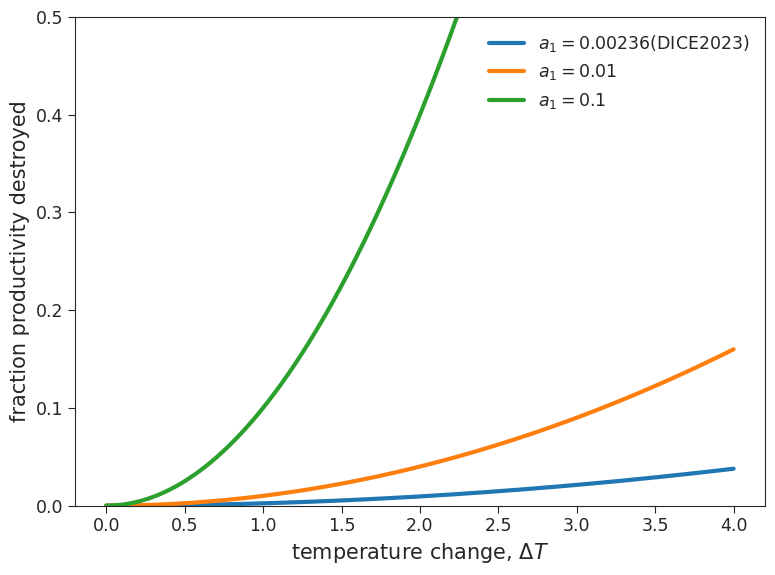 0.5
0.4
0.3
0.2
0.1
0.0
fraction productivity destroyed
a₁ = 0.00236(DICE2023)
a₁ = 0.01
a₁ = 0.1
0.0 0.5 1.0 1.5 2.0 2.5 3.0 3.5 4.0
temperature change, ΔT